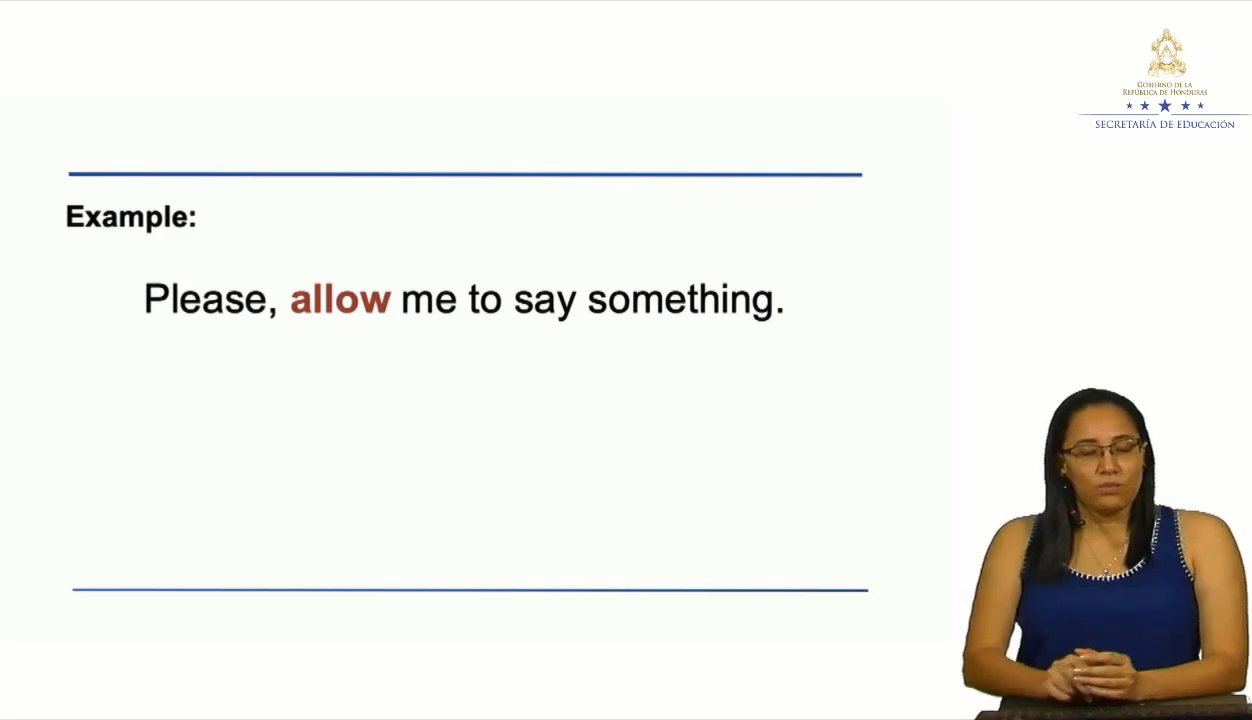 GOBIERNO DE LA
REPÚBLICA DE HONDURAS
SECRETARÍA DE EDUCACIÓN
Example:
Please, allow me to say something.